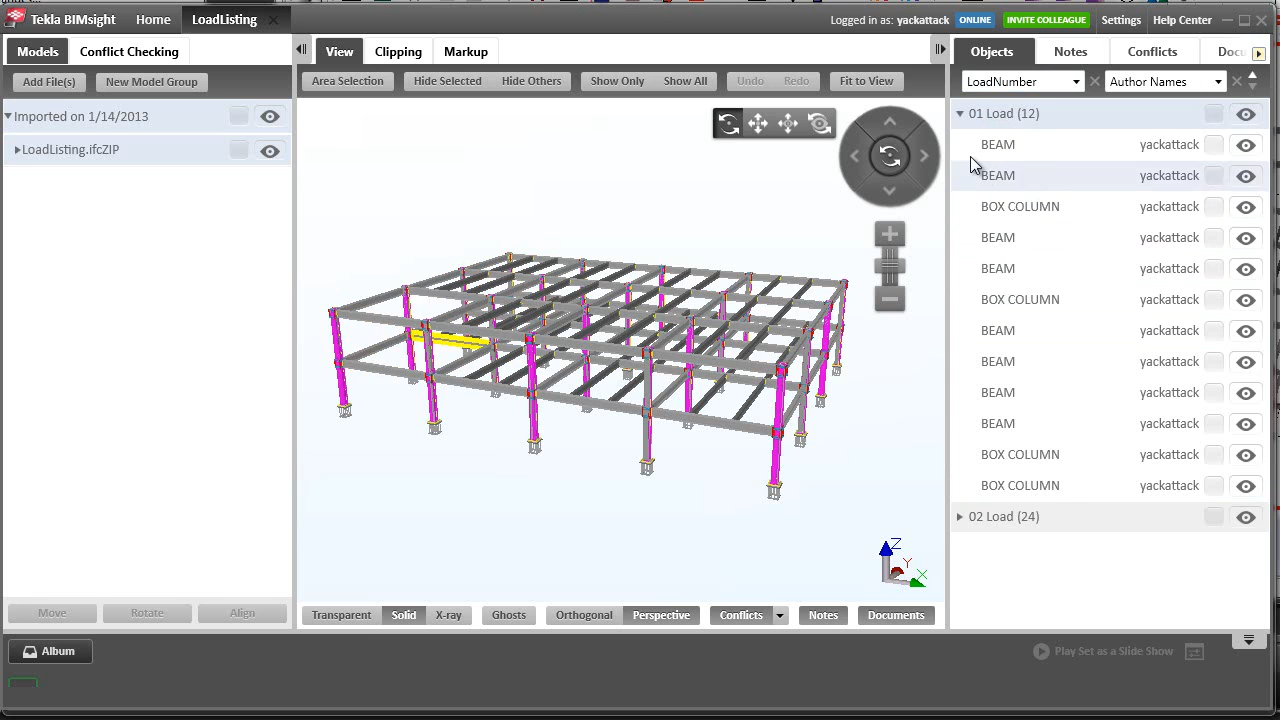 Tekla BIMsight Home LoadListing Logged in as: yackattack ONLINE INVITE COLLEAGUE Settings Help Center
Models Conflict Checking View Clipping Markup Objects Notes Conflicts
Add File(s) New Model Group Area Selection Hide Selected Hide Others Show Only Show All Undo Redo Fit to View LoadNumber Author Names
Imported on 1/14/2013
LoadListing.ifcZIP
01 Load (12)
BEAM yackattack
BEAM yackattack
BOX COLUMN yackattack
BEAM yackattack
BEAM yackattack
BOX COLUMN yackattack
BEAM yackattack
BEAM yackattack
BEAM yackattack
BEAM yackattack
BOX COLUMN yackattack
BOX COLUMN yackattack
02 Load (24)
Z
Y
X
Move Rotate Align Transparent Solid X-ray Ghosts Orthogonal Perspective Conflicts Notes Documents
Album Play Set as a Slide Show